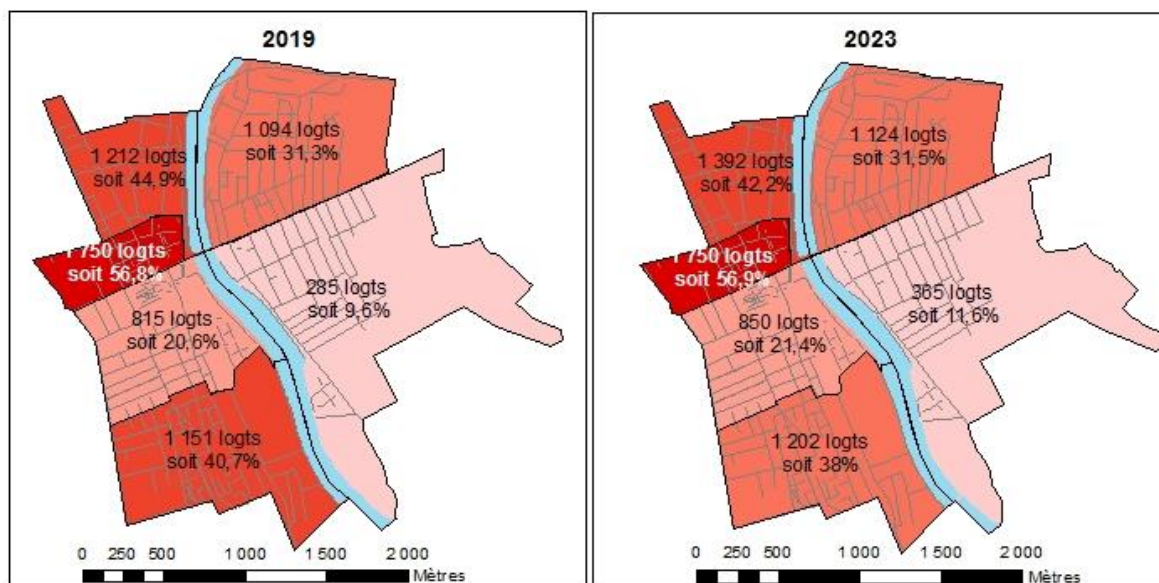 2019
1 094 logts
soit 31,3%
1 212 logts
soit 44,9%
1 750 logts
soit 56,8%
285 logts
soit 9,6%
815 logts
soit 20,6%
1 151 logts
soit 40,7%
0 250 500 1 000 1 500 2 000
Mètres
2023
1 124 logts
soit 31,5%
1 392 logts
soit 42,2%
1 750 logts
soit 56,9%
365 logts
soit 11,6%
850 logts
soit 21,4%
1 202 logts
soit 38%
0 250 500 1 000 1 500 2 000
Mètres